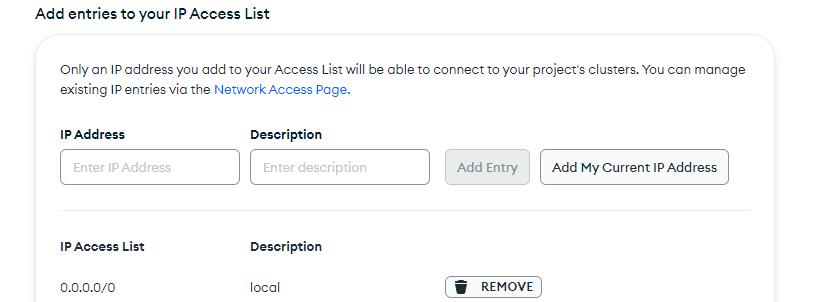 Add entries to your IP Access List
Only an IP address you add to your Access List will be able to connect to your project's clusters. You can manage
existing IP entries via the Network Access Page.
IP Address Description
Enter IP Address Enter description Add Entry Add My Current IP Address
IP Access List Description
0.0.0.0/0 local REMOVE